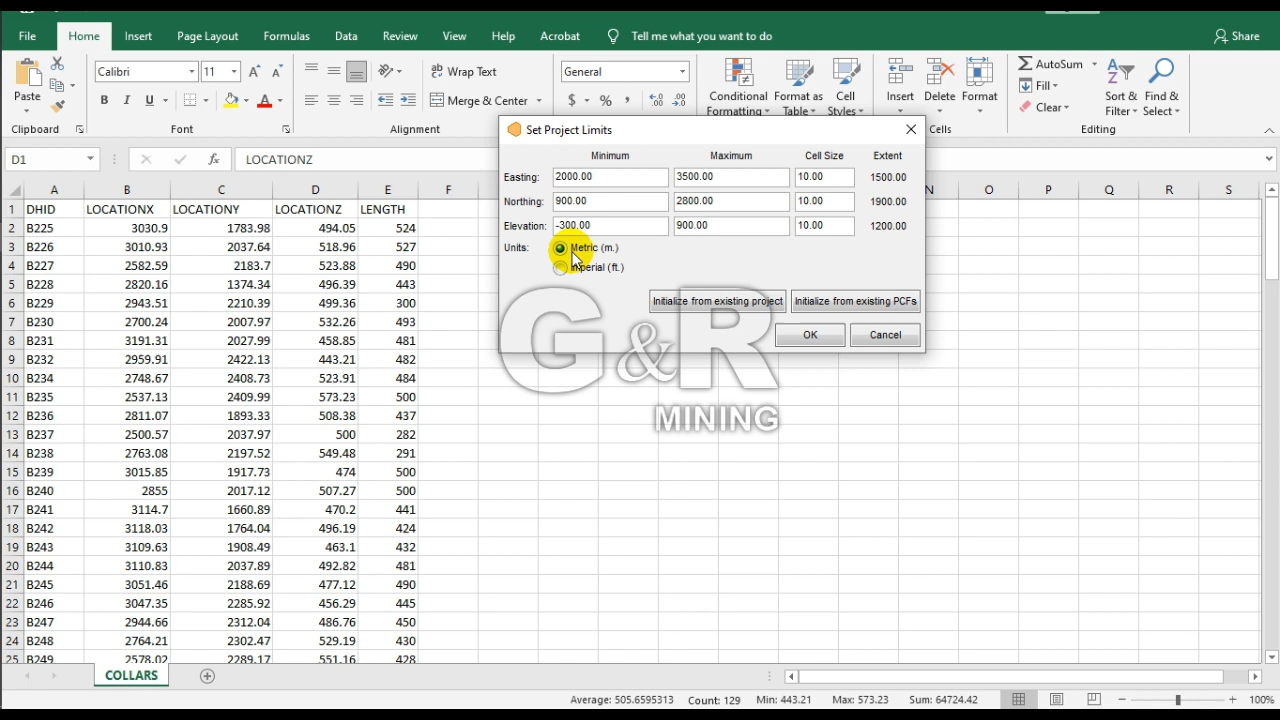 File Home Insert Page Layout Formulas Data Review View Help Acrobat Tell me what you want to do Share
Calibri 11 Wrap Text General AutoSum
Paste B I U Merge & Center $ % , Conditional Formatting Format as Table Cell Styles Insert Delete Format Fill Clear Sort & Filter Find & Select
Clipboard Font Alignment Cells Editing
D1 fx LOCATIONZ
A B C D E F N O P Q R S
1 DHID LOCATIONX LOCATIONY LOCATIONZ LENGTH
2 B225 3030.9 1783.98 494.05 524
3 B226 3010.93 2037.64 518.96 527
4 B227 2582.59 2183.7 523.88 490
5 B228 2820.16 1374.34 496.39 443
6 B229 2943.51 2210.39 499.36 300
7 B230 2700.24 2007.97 532.26 493
8 B231 3191.31 2027.99 458.85 481
9 B232 2959.91 2422.13 443.21 482
10 B234 2748.67 2408.73 523.91 484
11 B235 2537.13 2409.99 573.23 500
12 B236 2811.07 1893.33 508.38 437
13 B237 2500.57 2037.97 500 282
14 B238 2763.08 2197.52 549.48 291
15 B239 3015.85 1917.73 474 500
16 B240 2855 2017.12 507.27 500
17 B241 3114.7 1660.89 470.2 441
18 B242 3118.03 1764.04 496.19 424
19 B243 3109.63 1908.49 463.1 432
20 B244 3110.83 2037.89 492.82 481
21 B245 3051.46 2188.69 477.12 490
22 B246 3047.35 2285.92 456.29 445
23 B247 2944.66 2312.04 486.76 450
24 B248 2764.21 2302.47 529.19 430
25 B249 2578.02 2289.17 551.16 428
Set Project Limits
Minimum Maximum Cell Size Extent
Easting: 2000.00 3500.00 10.00 1500.00
Northing: 900.00 2800.00 10.00 1900.00
Elevation: -300.00 900.00 10.00 1200.00
Units: Metric (m.)
Imperial (ft.)
Initialize from existing project Initialize from existing PCFs
OK Cancel
G&R
MINING
COLLARS
Average: 505.6595313 Count: 129 Min: 443.21 Max: 573.23 Sum: 64724.42 100%